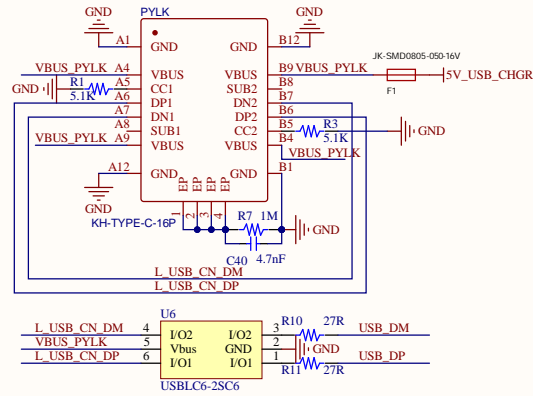 GND PYLK GND
A1 GND GND B12
JK-SMD0805-050-16V
VBUS_PYLK A4 VBUS VBUS B9 VBUS_PYLK 5V_USB_CHGR
GND R1 A5 CC1 SUB2 B8 F1
5.1K A6 DP1 DN2 B7
A7 DN1 DP2 B6
A8 SUB1 CC2 B5 R3 GND
VBUS_PYLK A9 VBUS VBUS B4 5.1K
VBUS_PYLK
A12 GND GND B1
EP EP EP EP
GND
KH-TYPE-C-16P 1 2 3 4 R7 1M GND
C40 4.7nF
L_USB_CN_DM
L_USB_CN_DP
U6
L_USB_CN_DM 4 I/O2 I/O2 3 R10 27R USB_DM
VBUS_PYLK 5 Vbus GND 2 GND
L_USB_CN_DP 6 I/O1 I/O1 1 R11 27R USB_DP
USBLC6-2SC6